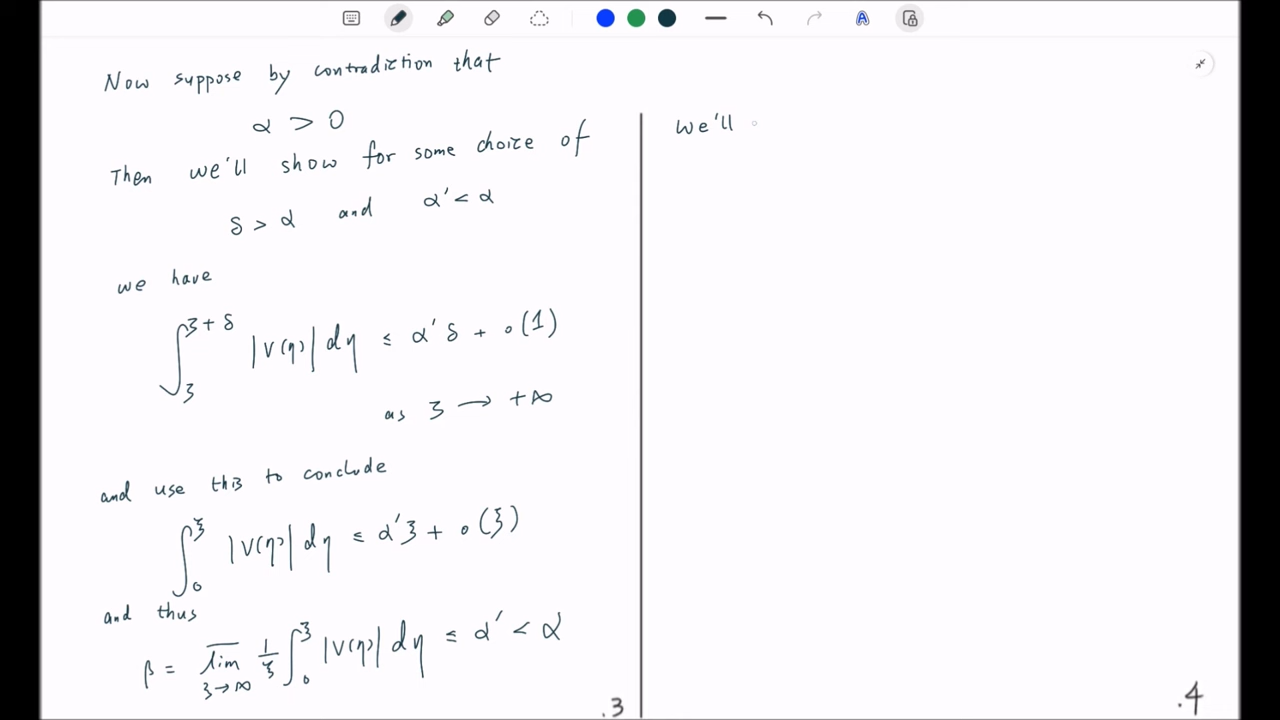 Now suppose by contradiction that
α > 0
Then we'll show for some choice of
δ > α and α' < α
we have
∫_ξ^{ξ+δ} |V(η)| dη ≤ α'δ + o(1)
as ξ → +∞
and use this to conclude
∫_0^ξ |V(η)| dη ≤ α'ξ + o(ξ)
and thus
β = \overline{lim}_{ξ→∞} 1/ξ ∫_0^ξ |V(η)| dη ≤ α' < α
.3
We'll
.4